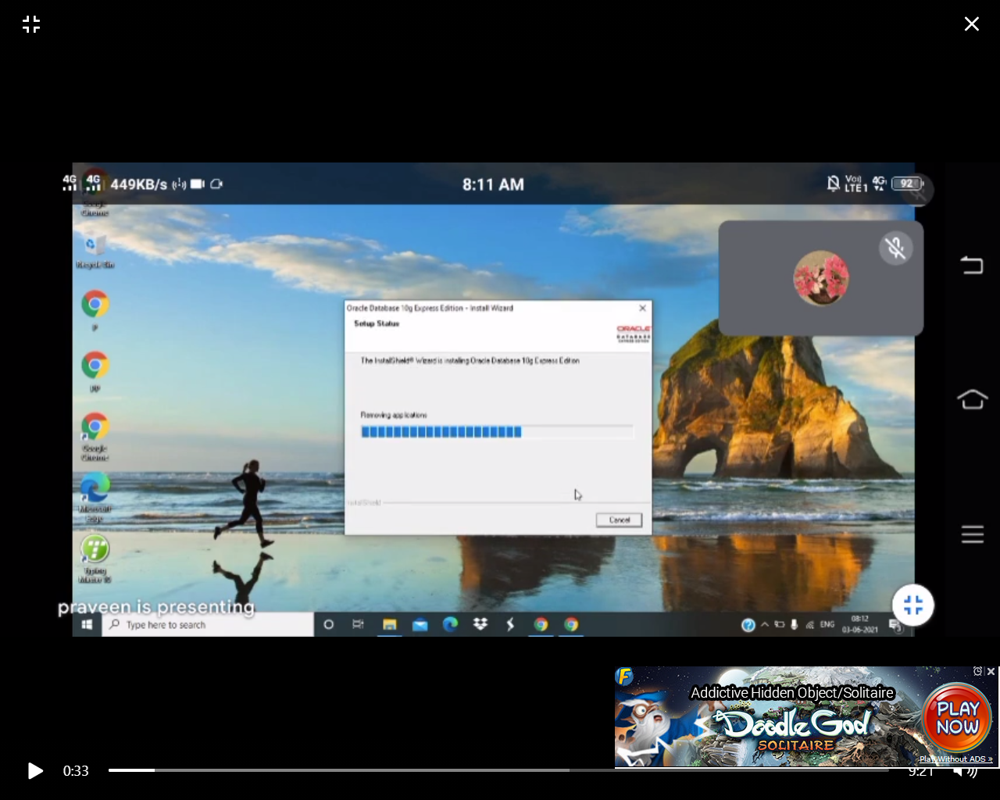 4G 4G 449KB/s 8:11 AM Vo)) LTE1 4G 92
Google
Chrome
Recycle Bin
P
Google
Chrome
Microsoft
Edge
Typing
Master 10
Oracle Database 10g Express Edition - Install Wizard
Setup Status
ORACLE
DATABASE
EXPRESS EDITION
The InstallShield® Wizard is installing Oracle Database 10g Express Edition
Removing applications
InstallShield
Cancel
praveen is presenting
Type here to search
ENG
08:12
03-06-2021
3
Addictive Hidden Object/Solitaire
Doodle God
SOLITAIRE
PLAY
NOW
Play Without ADS »
0:33
9:21